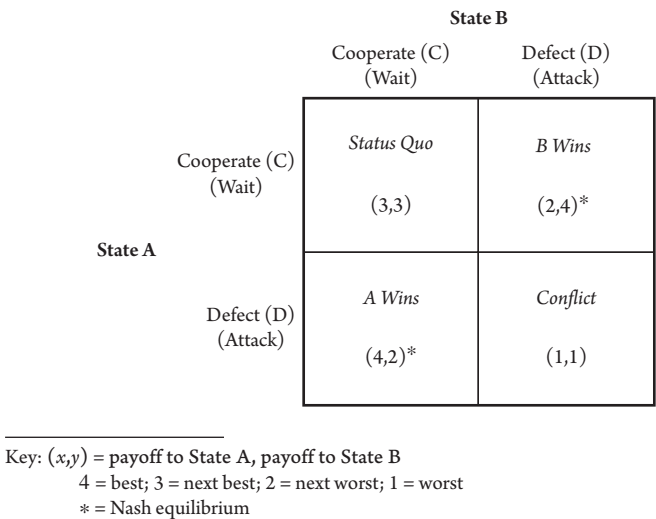 State B
Cooperate (C) Defect (D)
(Wait) (Attack)
Status Quo B Wins
Cooperate (C)
(Wait)
(3,3) (2,4)*
State A
A Wins Conflict
Defect (D)
(Attack)
(4,2)* (1,1)
Key: (x,y) = payoff to State A, payoff to State B
4 = best; 3 = next best; 2 = next worst; 1 = worst
* = Nash equilibrium